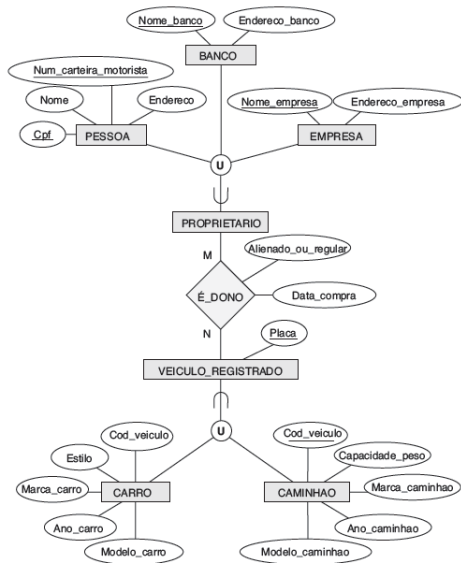 Nome_banco
Endereco_banco
BANCO
Num_carteira_motorista
Nome
Endereco
Cpf
PESSOA
Nome_empresa
Endereco_empresa
EMPRESA
U
PROPRIETARIO
M
Alienado_ou_regular
É_DONO
Data_compra
N
Placa
VEICULO_REGISTRADO
U
Cod_veiculo
Estilo
Marca_carro
CARRO
Ano_carro
Modelo_carro
Cod_veiculo
Capacidade_peso
CAMINHAO
Marca_caminhao
Ano_caminhao
Modelo_caminhao